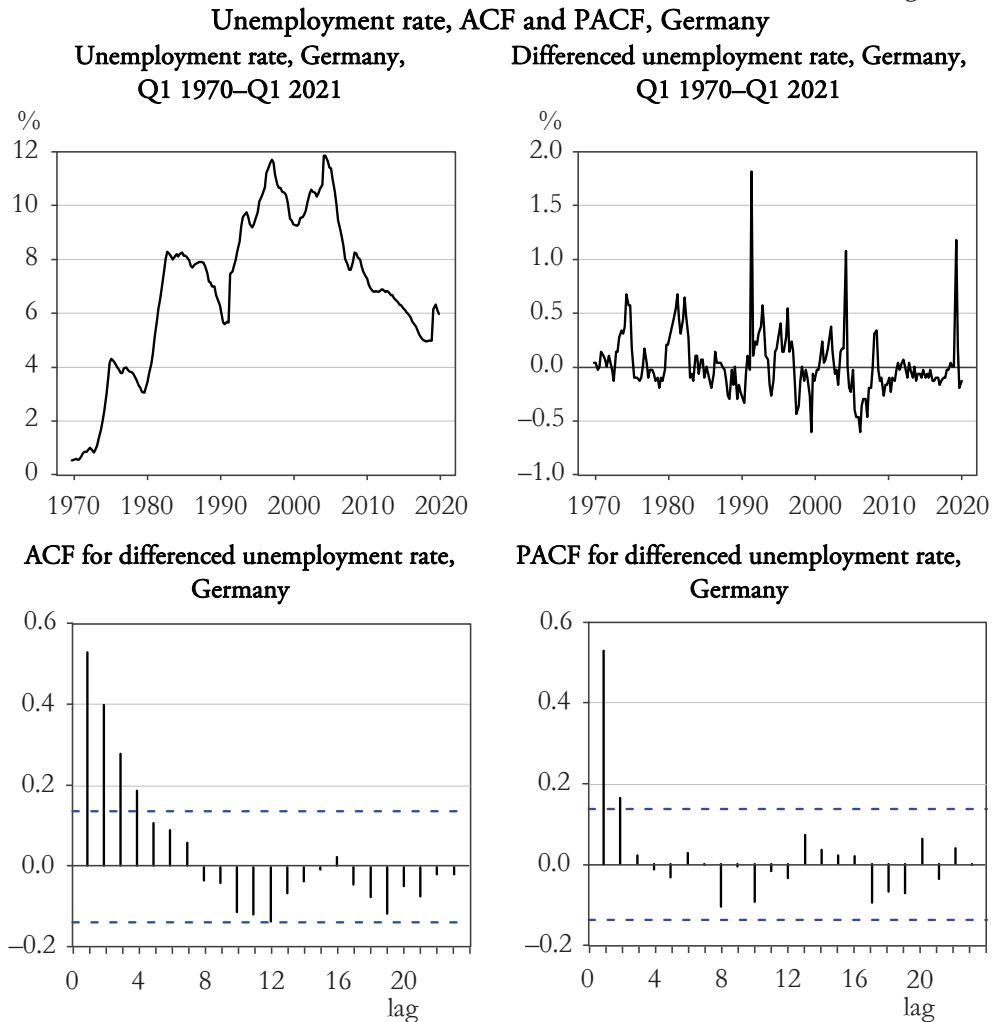 Unemployment rate, ACF and PACF, Germany
Unemployment rate, Germany,
Q1 1970–Q1 2021
%
12
10
8
6
4
2
0
1970 1980 1990 2000 2010 2020
Differenced unemployment rate, Germany,
Q1 1970–Q1 2021
%
2.0
1.5
1.0
0.5
0.0
–0.5
–1.0
1970 1980 1990 2000 2010 2020
ACF for differenced unemployment rate,
Germany
0.6
0.4
0.2
0.0
–0.2
0 4 8 12 16 20
lag
PACF for differenced unemployment rate,
Germany
0.6
0.4
0.2
0.0
–0.2
0 4 8 12 16 20
lag